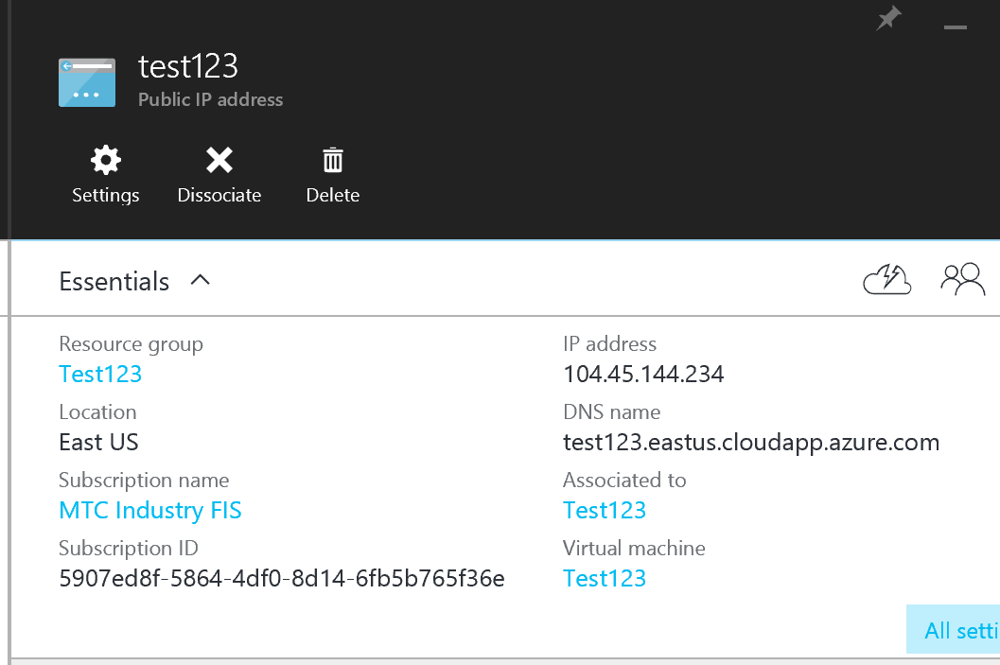 test123
Public IP address
Settings Dissociate Delete
Essentials
Resource group
Test123
Location
East US
Subscription name
MTC Industry FIS
Subscription ID
5907ed8f-5864-4df0-8d14-6fb5b765f36e
IP address
104.45.144.234
DNS name
test123.eastus.cloudapp.azure.com
Associated to
Test123
Virtual machine
Test123
All setti